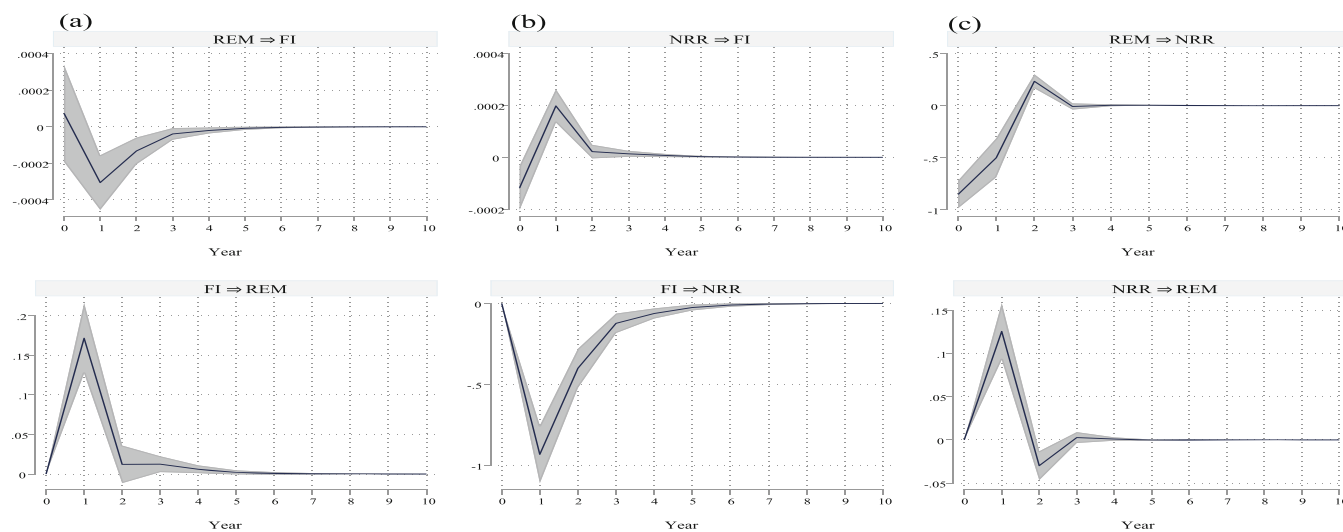 (a)
REM ⇒ FI
.0004
.0002
0
-.0002
-.0004
0 1 2 3 4 5 6 7 8 9 10
Year
(b)
NRR ⇒ FI
.0004
.0002
0
-.0002
0 1 2 3 4 5 6 7 8 9 10
Year
(c)
REM ⇒ NRR
.5
0
-.5
-1
0 1 2 3 4 5 6 7 8 9 10
Year
FI ⇒ REM
.2
.15
.1
.05
0
0 1 2 3 4 5 6 7 8 9 10
Year
FI ⇒ NRR
0
-.5
-1
0 1 2 3 4 5 6 7 8 9 10
Year
NRR ⇒ REM
.15
.1
.05
0
-.05
0 1 2 3 4 5 6 7 8 9 10
Year